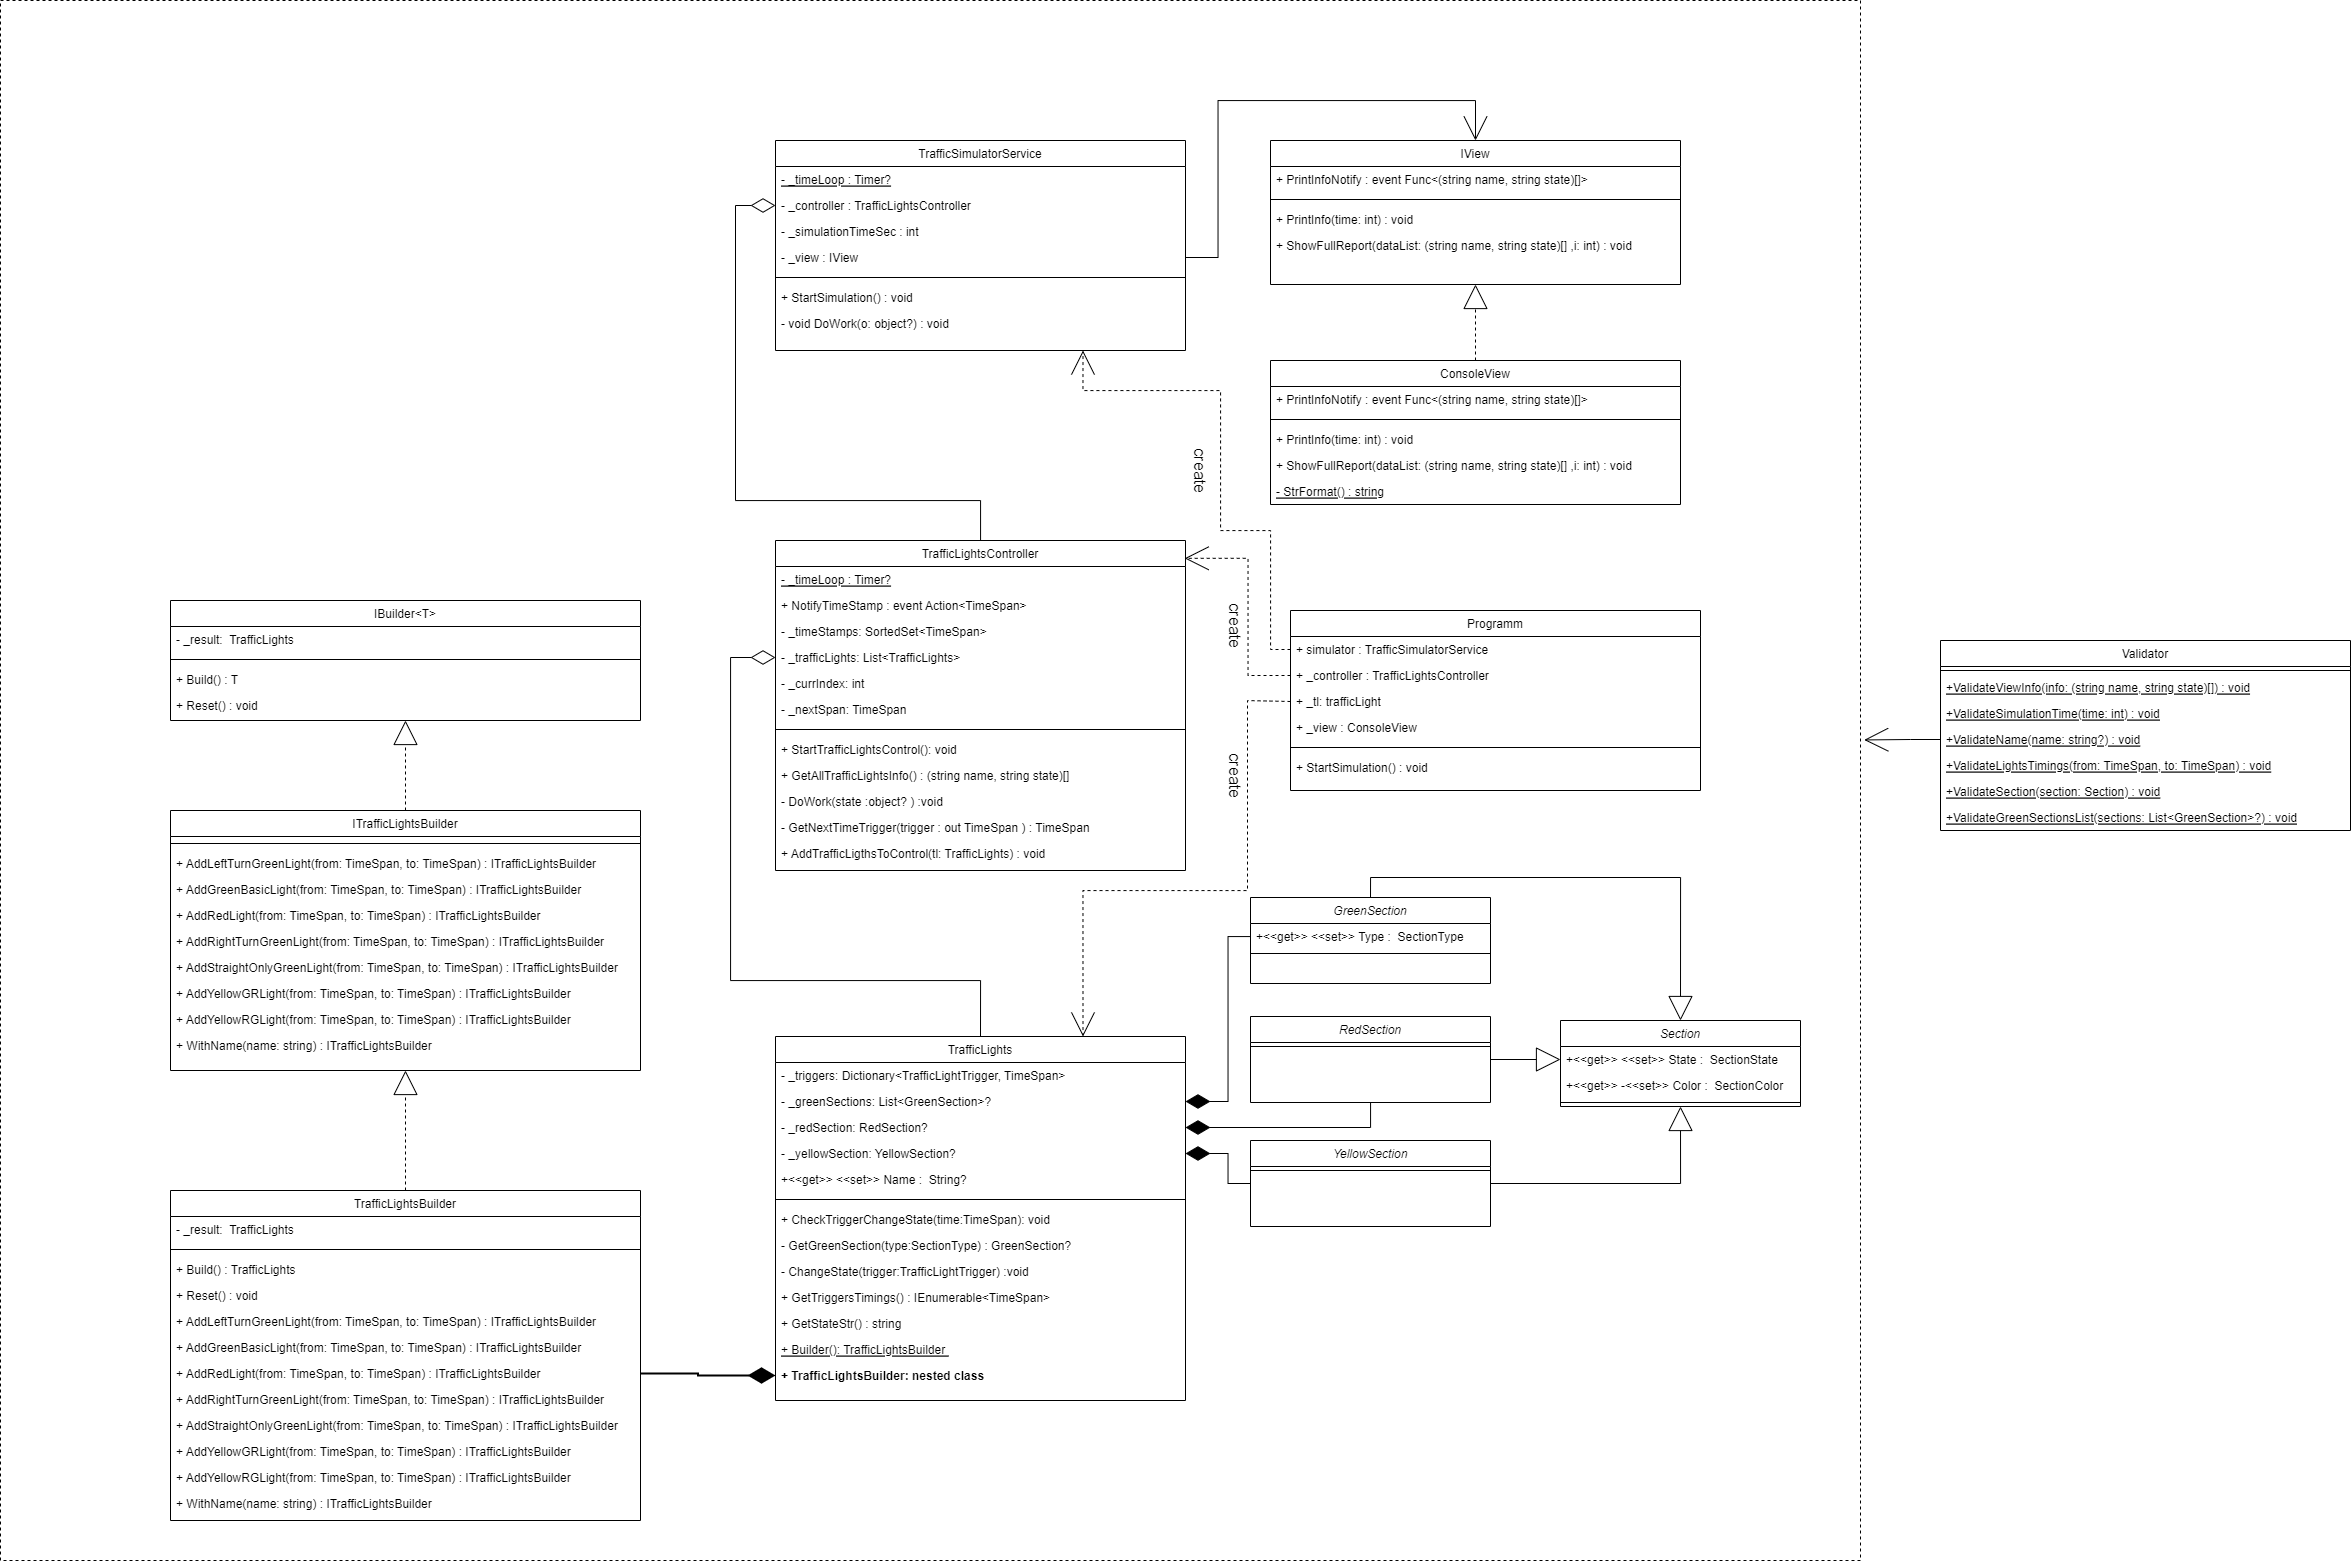 TrafficSimulatorService
- _timeLoop : Timer?
- _controller : TrafficLightsController
- _simulationTimeSec : int
- _view : IView
+ StartSimulation() : void
- void DoWork(o: object?) : void
IView
+ PrintInfoNotify : event Func<(string name, string state)[]>
+ PrintInfo(time: int) : void
+ ShowFullReport(dataList: (string name, string state)[] ,i: int) : void
ConsoleView
+ PrintInfoNotify : event Func<(string name, string state)[]>
+ PrintInfo(time: int) : void
+ ShowFullReport(dataList: (string name, string state)[] ,i: int) : void
- StrFormat() : string
create
TrafficLightsController
- _timeLoop : Timer?
+ NotifyTimeStamp : event Action<TimeSpan>
- _timeStamps: SortedSet<TimeSpan>
- _trafficLights: List<TrafficLights>
- _currIndex: int
- _nextSpan: TimeSpan
+ StartTrafficLightsControl(): void
+ GetAllTrafficLightsInfo() : (string name, string state)[]
- DoWork(state :object? ) :void
- GetNextTimeTrigger(trigger : out TimeSpan ) : TimeSpan
+ AddTrafficLigthsToControl(tl: TrafficLights) : void
create
create
Programm
+ simulator : TrafficSimulatorService
+ _controller : TrafficLightsController
+ _tl: trafficLight
+ _view : ConsoleView
+ StartSimulation() : void
Validator
+ValidateViewInfo(info: (string name, string state)[]) : void
+ValidateSimulationTime(time: int) : void
+ValidateName(name: string?) : void
+ValidateLightsTimings(from: TimeSpan, to: TimeSpan) : void
+ValidateSection(section: Section) : void
+ValidateGreenSectionsList(sections: List<GreenSection>?) : void
IBuilder<T>
- _result:  TrafficLights
+ Build() : T
+ Reset() : void
ITrafficLightsBuilder
+ AddLeftTurnGreenLight(from: TimeSpan, to: TimeSpan) : ITrafficLightsBuilder
+ AddGreenBasicLight(from: TimeSpan, to: TimeSpan) : ITrafficLightsBuilder
+ AddRedLight(from: TimeSpan, to: TimeSpan) : ITrafficLightsBuilder
+ AddRightTurnGreenLight(from: TimeSpan, to: TimeSpan) : ITrafficLightsBuilder
+ AddStraightOnlyGreenLight(from: TimeSpan, to: TimeSpan) : ITrafficLightsBuilder
+ AddYellowGRLight(from: TimeSpan, to: TimeSpan) : ITrafficLightsBuilder
+ AddYellowRGLight(from: TimeSpan, to: TimeSpan) : ITrafficLightsBuilder
+ WithName(name: string) : ITrafficLightsBuilder
TrafficLightsBuilder
- _result:  TrafficLights
+ Build() : TrafficLights
+ Reset() : void
+ AddLeftTurnGreenLight(from: TimeSpan, to: TimeSpan) : ITrafficLightsBuilder
+ AddGreenBasicLight(from: TimeSpan, to: TimeSpan) : ITrafficLightsBuilder
+ AddRedLight(from: TimeSpan, to: TimeSpan) : ITrafficLightsBuilder
+ AddRightTurnGreenLight(from: TimeSpan, to: TimeSpan) : ITrafficLightsBuilder
+ AddStraightOnlyGreenLight(from: TimeSpan, to: TimeSpan) : ITrafficLightsBuilder
+ AddYellowGRLight(from: TimeSpan, to: TimeSpan) : ITrafficLightsBuilder
+ AddYellowRGLight(from: TimeSpan, to: TimeSpan) : ITrafficLightsBuilder
+ WithName(name: string) : ITrafficLightsBuilder
TrafficLights
- _triggers: Dictionary<TrafficLightTrigger, TimeSpan>
- _greenSections: List<GreenSection>?
- _redSection: RedSection?
- _yellowSection: YellowSection?
+<<get>> <<set>> Name :  String?
+ CheckTriggerChangeState(time:TimeSpan): void
- GetGreenSection(type:SectionType) : GreenSection?
- ChangeState(trigger:TrafficLightTrigger) :void
+ GetTriggersTimings() : IEnumerable<TimeSpan>
+ GetStateStr() : string
+ Builder(): TrafficLightsBuilder
+ TrafficLightsBuilder: nested class
GreenSection
+<<get>> <<set>> Type :  SectionType
RedSection
YellowSection
Section
+<<get>> <<set>> State :  SectionState
+<<get>> -<<set>> Color :  SectionColor